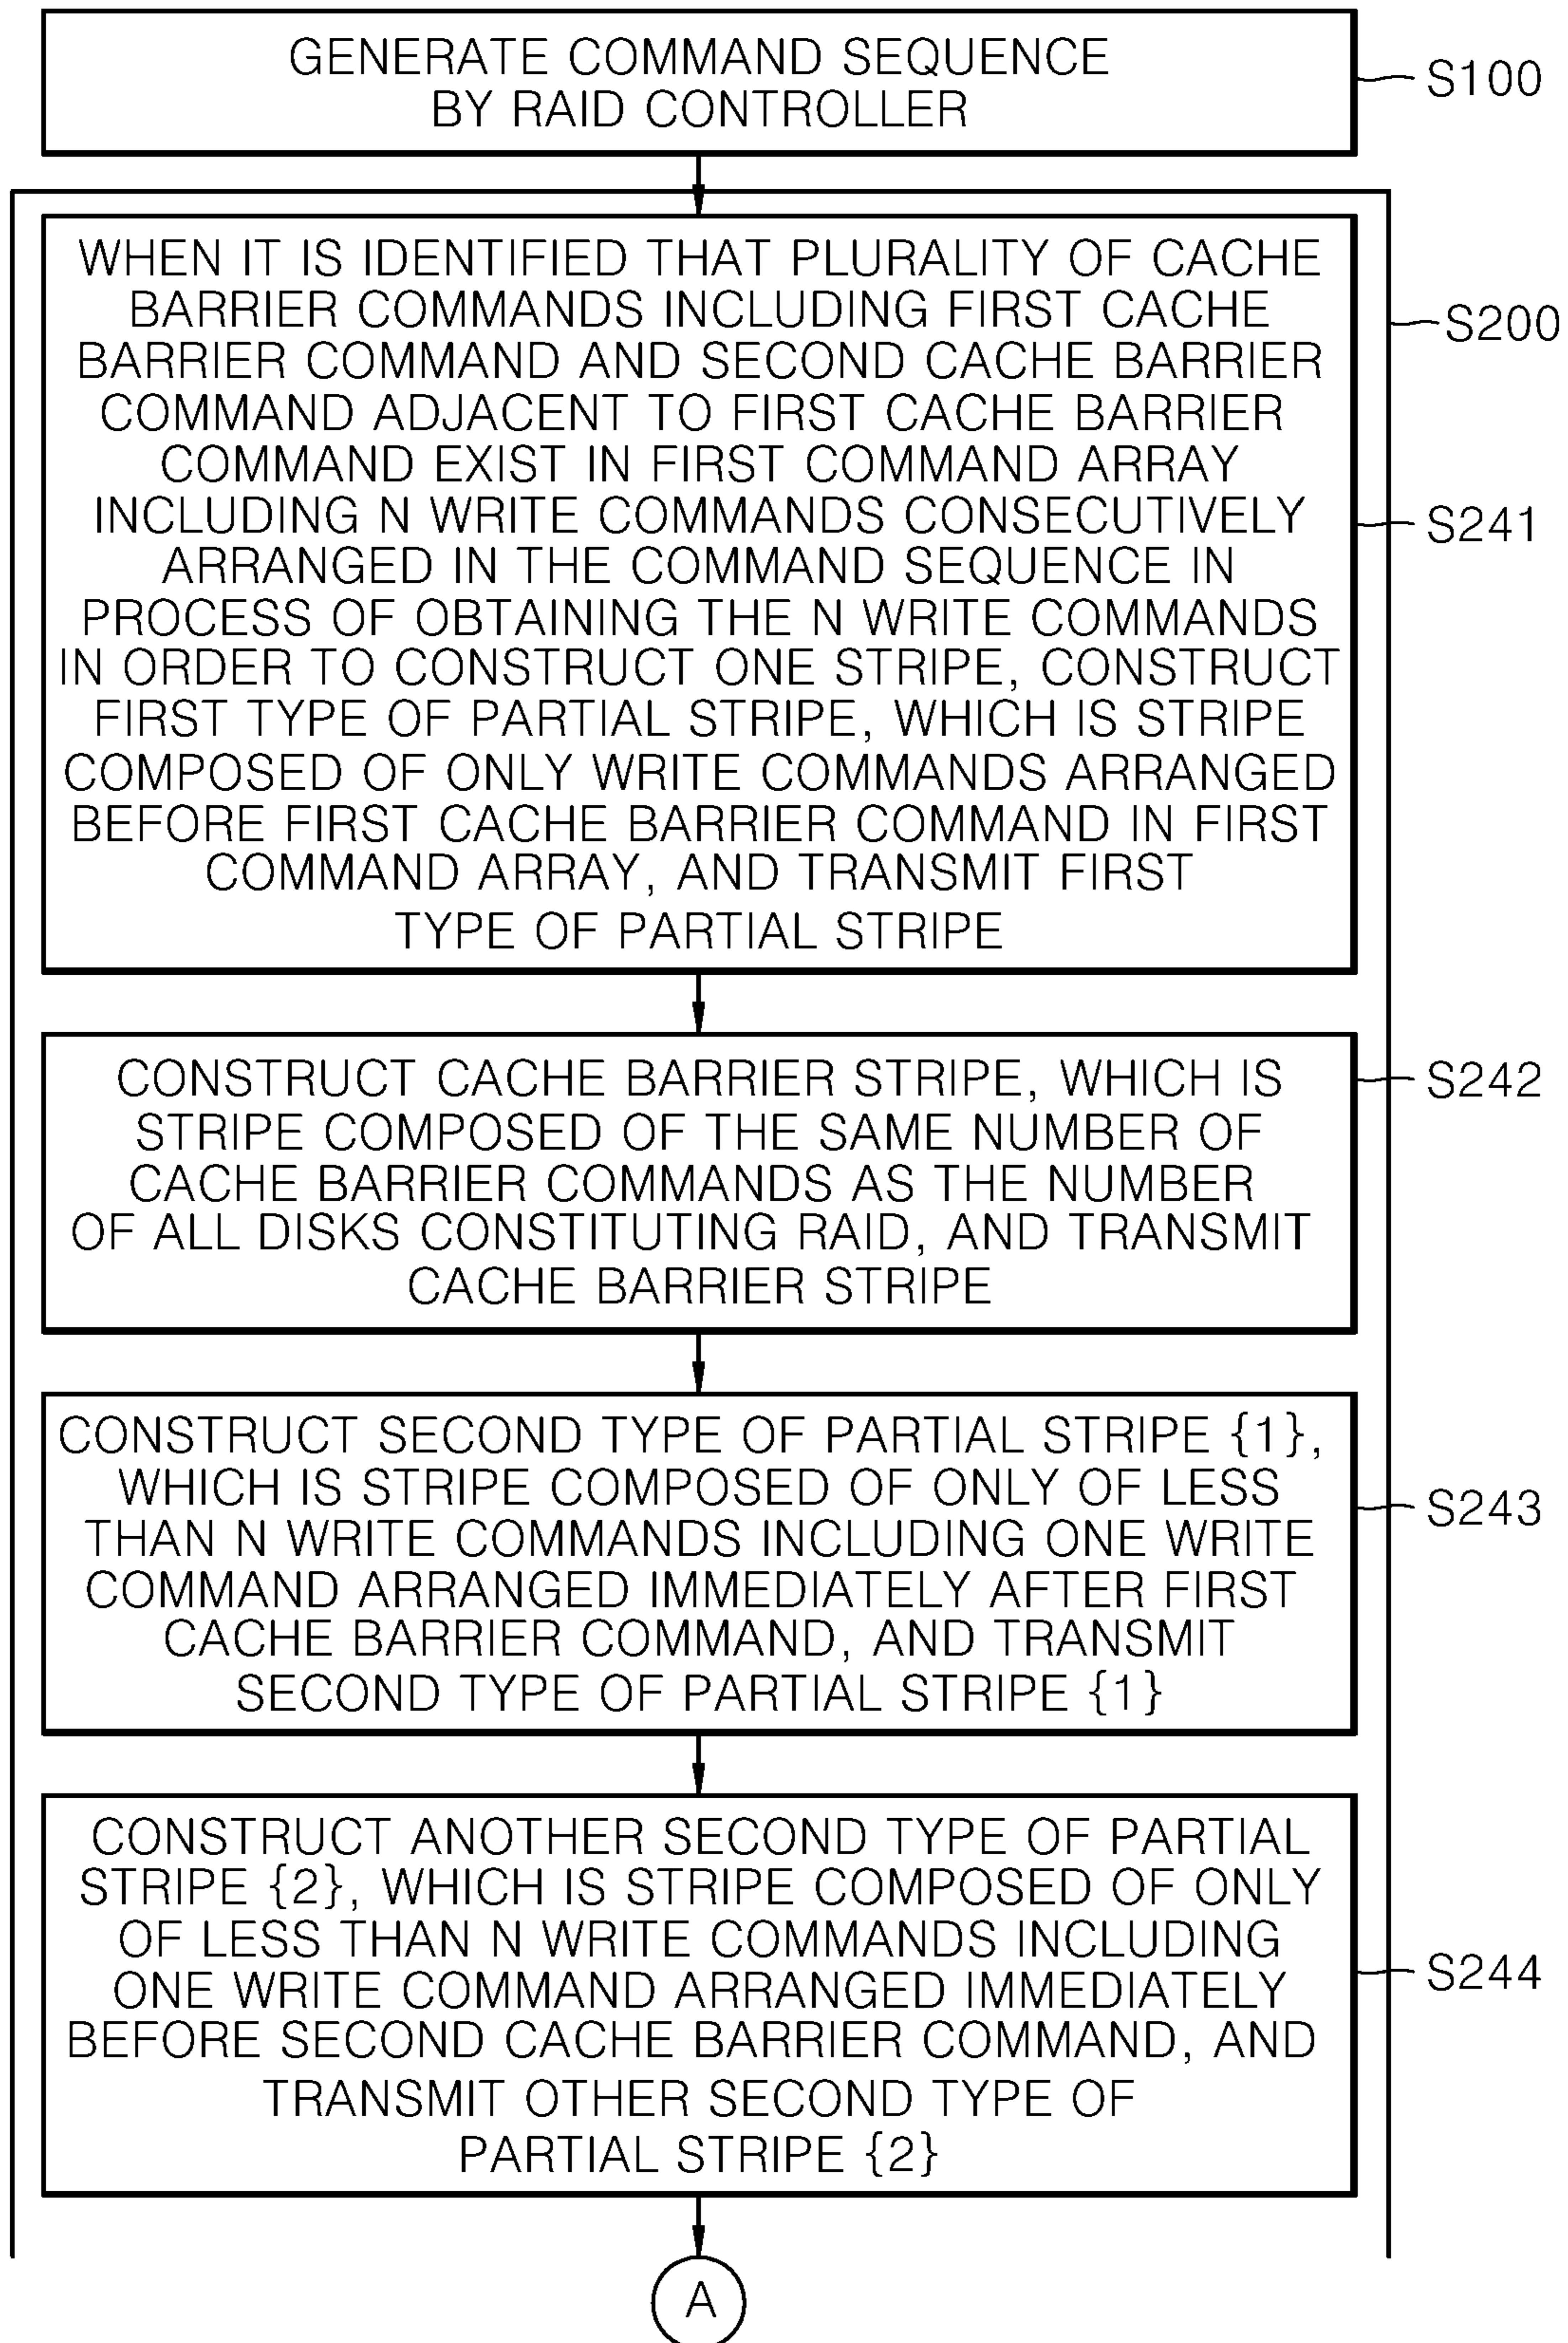 GENERATE COMMAND SEQUENCE
BY RAID CONTROLLER
S100
WHEN IT IS IDENTIFIED THAT PLURALITY OF CACHE
BARRIER COMMANDS INCLUDING FIRST CACHE
BARRIER COMMAND AND SECOND CACHE BARRIER
COMMAND ADJACENT TO FIRST CACHE BARRIER
COMMAND EXIST IN FIRST COMMAND ARRAY
INCLUDING N WRITE COMMANDS CONSECUTIVELY
ARRANGED IN THE COMMAND SEQUENCE IN
PROCESS OF OBTAINING THE N WRITE COMMANDS
IN ORDER TO CONSTRUCT ONE STRIPE, CONSTRUCT
FIRST TYPE OF PARTIAL STRIPE, WHICH IS STRIPE
COMPOSED OF ONLY WRITE COMMANDS ARRANGED
BEFORE FIRST CACHE BARRIER COMMAND IN FIRST
COMMAND ARRAY, AND TRANSMIT FIRST
TYPE OF PARTIAL STRIPE
S200
S241
CONSTRUCT CACHE BARRIER STRIPE, WHICH IS
STRIPE COMPOSED OF THE SAME NUMBER OF
CACHE BARRIER COMMANDS AS THE NUMBER
OF ALL DISKS CONSTITUTING RAID, AND TRANSMIT
CACHE BARRIER STRIPE
S242
CONSTRUCT SECOND TYPE OF PARTIAL STRIPE {1},
WHICH IS STRIPE COMPOSED OF ONLY OF LESS
THAN N WRITE COMMANDS INCLUDING ONE WRITE
COMMAND ARRANGED IMMEDIATELY AFTER FIRST
CACHE BARRIER COMMAND, AND TRANSMIT
SECOND TYPE OF PARTIAL STRIPE {1}
S243
CONSTRUCT ANOTHER SECOND TYPE OF PARTIAL
STRIPE {2}, WHICH IS STRIPE COMPOSED OF ONLY
OF LESS THAN N WRITE COMMANDS INCLUDING
ONE WRITE COMMAND ARRANGED IMMEDIATELY
BEFORE SECOND CACHE BARRIER COMMAND, AND
TRANSMIT OTHER SECOND TYPE OF
PARTIAL STRIPE {2}
S244
A